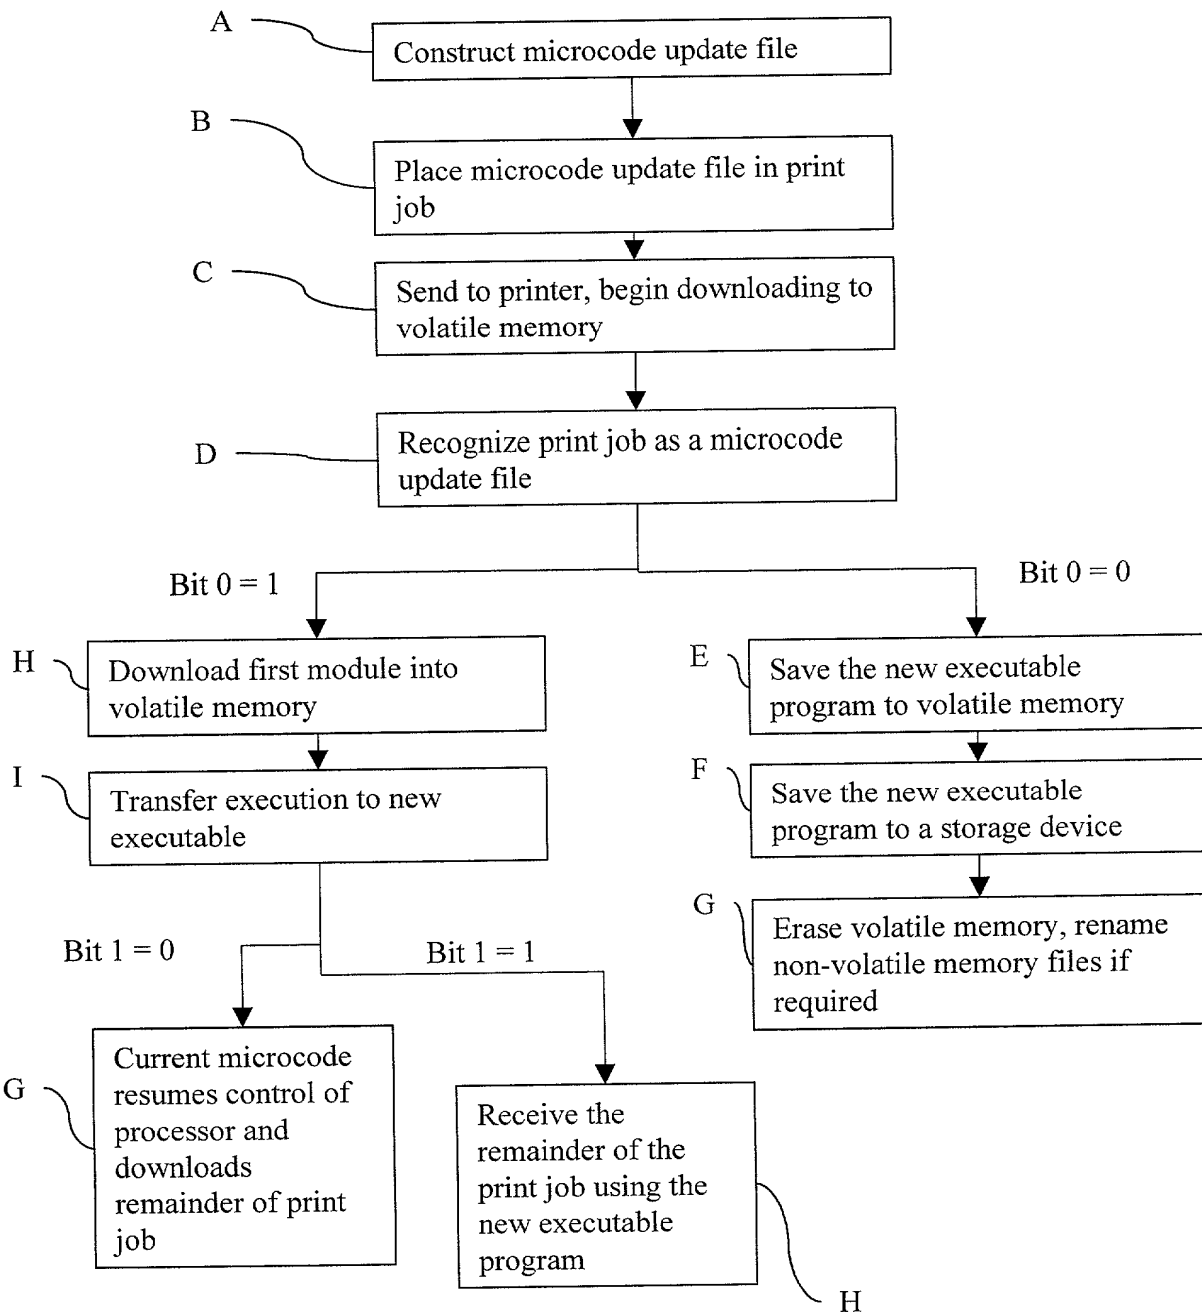 A
Construct microcode update file
B
Place microcode update file in print
job
C
Send to printer, begin downloading to
volatile memory
D
Recognize print job as a microcode
update file
Bit 0 = 1
Bit 0 = 0
H
Download first module into
volatile memory
E
Save the new executable
program to volatile memory
I
Transfer execution to new
executable
F
Save the new executable
program to a storage device
G
Erase volatile memory, rename
non-volatile memory files if
required
Bit 1 = 0
Bit 1 = 1
G
Current microcode
resumes control of
processor and
downloads
remainder of print
job
Receive the
remainder of the
print job using the
new executable
program
H